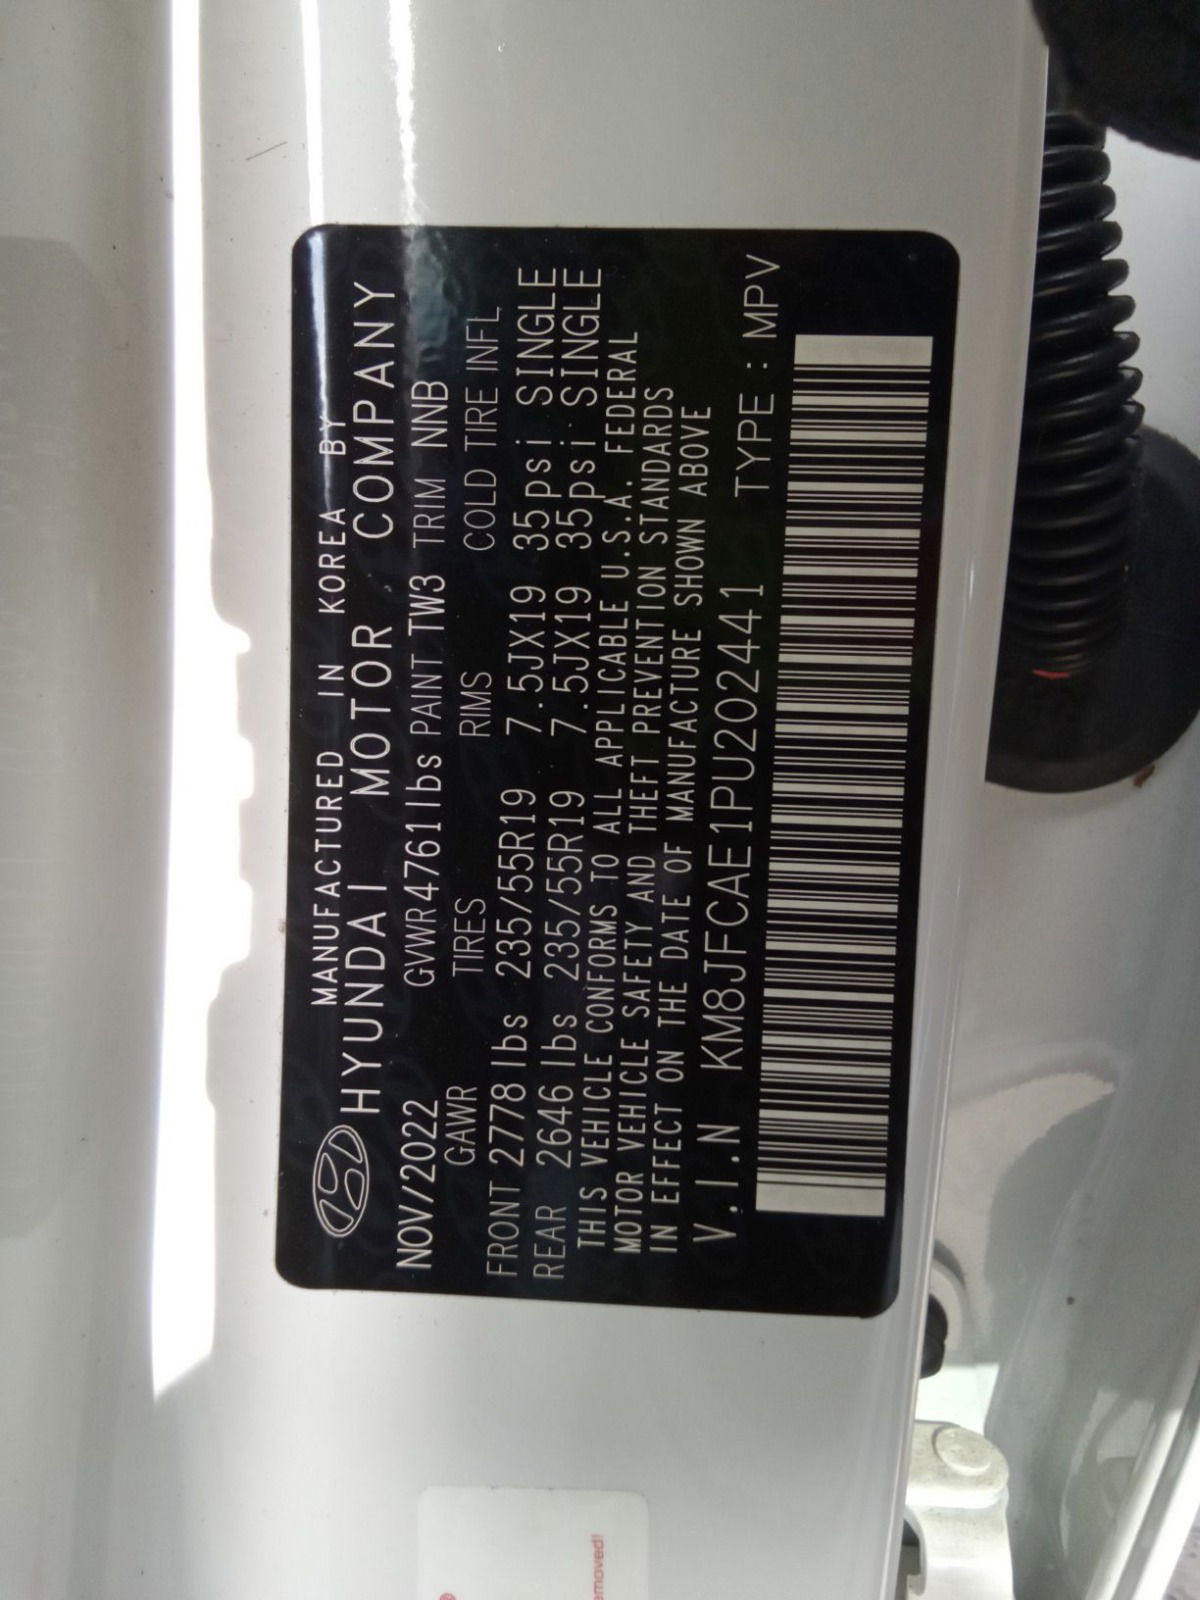 MANUFACTURED IN KOREA BY
HYUNDAI MOTOR COMPANY
NOV/2022 GVWR 4761lbs PAINT TW3 TRIM NNB
GAWR TIRES RIMS COLD TIRE INFL
FRONT 2778 lbs 235/55R19 7.5JX19 35psi SINGLE
REAR 2646 lbs 235/55R19 7.5JX19 35psi SINGLE
THIS VEHICLE CONFORMS TO ALL APPLICABLE U.S.A. FEDERAL
MOTOR VEHICLE SAFETY AND THEFT PREVENTION STANDARDS
IN EFFECT ON THE DATE OF MANUFACTURE SHOWN ABOVE
V.I.N KM8JFCAE1PU202441 TYPE : MPV